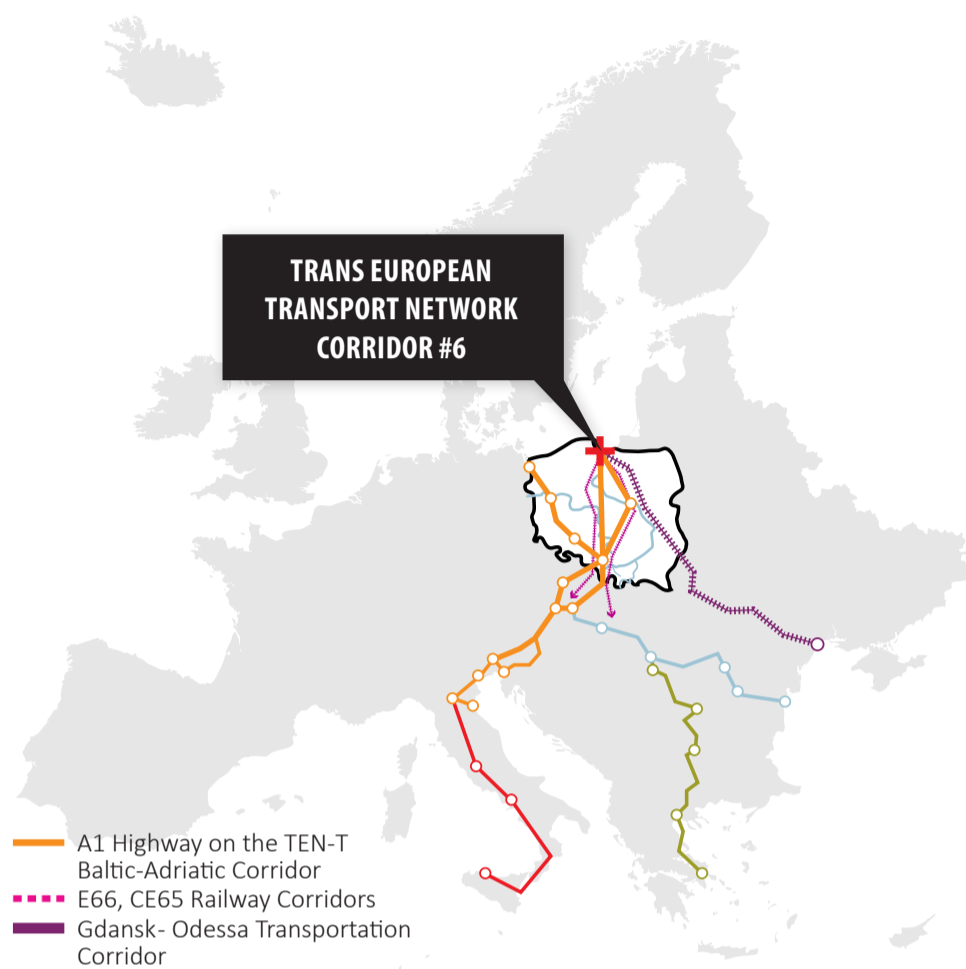 TRANS EUROPEAN
TRANSPORT NETWORK
CORRIDOR #6
A1 Highway on the TEN-T
Baltic-Adriatic Corridor
E66, CE65 Railway Corridors
Gdansk- Odessa Transportation
Corridor